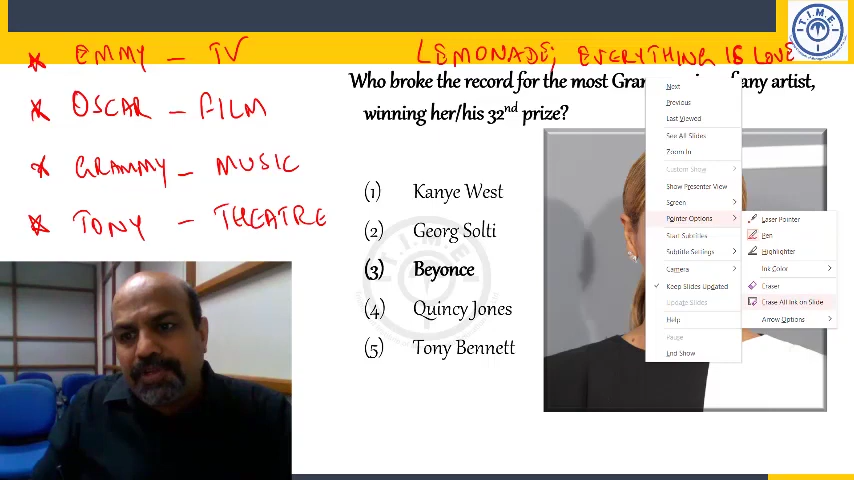 LEMONADE; EVERYTHING IS LOVE
* EMMY - TV
* OSCAR - FILM
* GRAMMY - MUSIC
* TONY - THEATRE
T.I.M.E.
Who broke the record for the most Gram of any artist,
winning her/his 32nd prize?
(1) Kanye West
(2) Georg Solti
(3) Beyonce
(4) Quincy Jones
(5) Tony Bennett
T.I.M.E.
Next
Previous
Last Viewed
See All Slides
Zoom In
Custom Show
Show Presenter View
Screen
Pointer Options
Start Subtitles
Subtitle Settings
Camera
Keep Slides Updated
Update Slides
Help
Pause
End Show
Laser Pointer
Pen
Highlighter
Ink Color
Eraser
Erase All Ink on Slide
Arrow Options